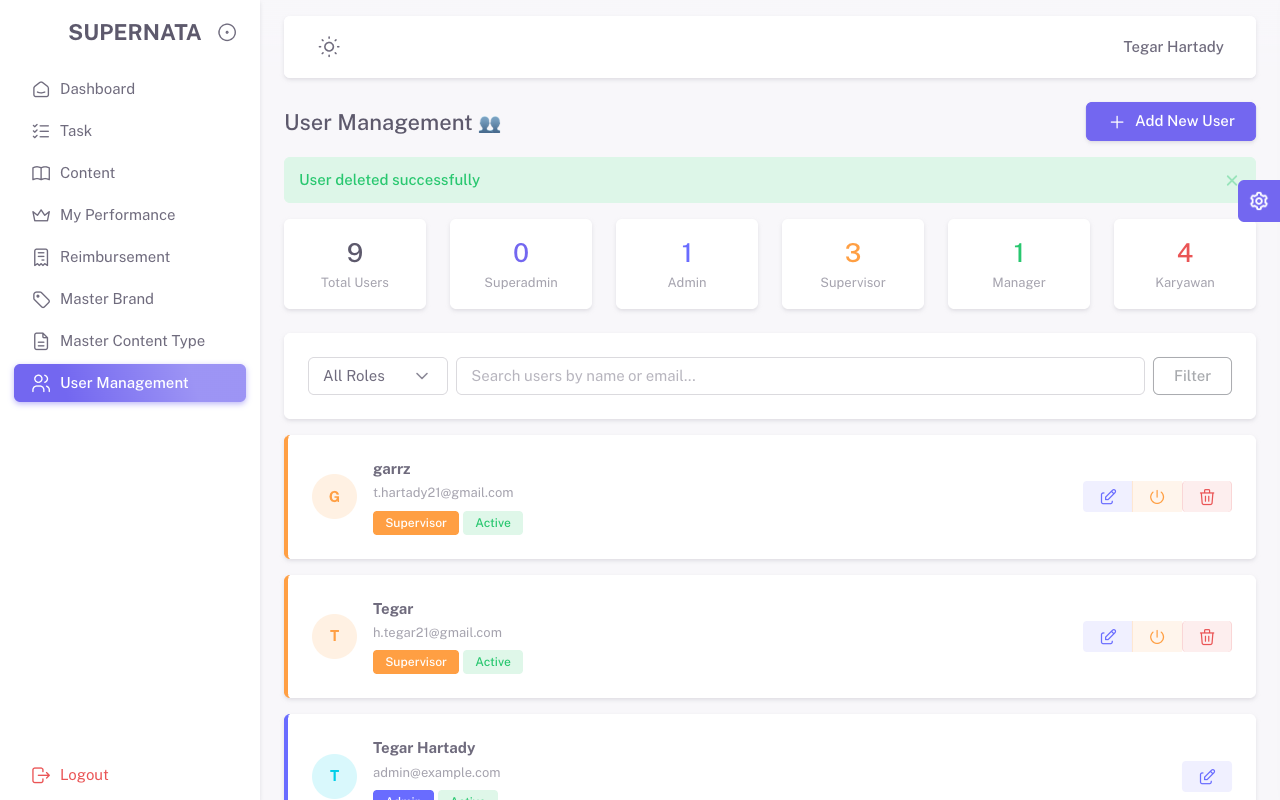 SUPERNATA
Dashboard
Task
Content
My Performance
Reimbursement
Master Brand
Master Content Type
User Management
Logout
Tegar Hartady
User Management
Add New User
User deleted successfully
9
Total Users
0
Superadmin
1
Admin
3
Supervisor
1
Manager
4
Karyawan
All Roles
Search users by name or email...
Filter
G
garrz
t.hartady21@gmail.com
Supervisor Active
T
Tegar
h.tegar21@gmail.com
Supervisor Active
T
Tegar Hartady
admin@example.com
Admin Active